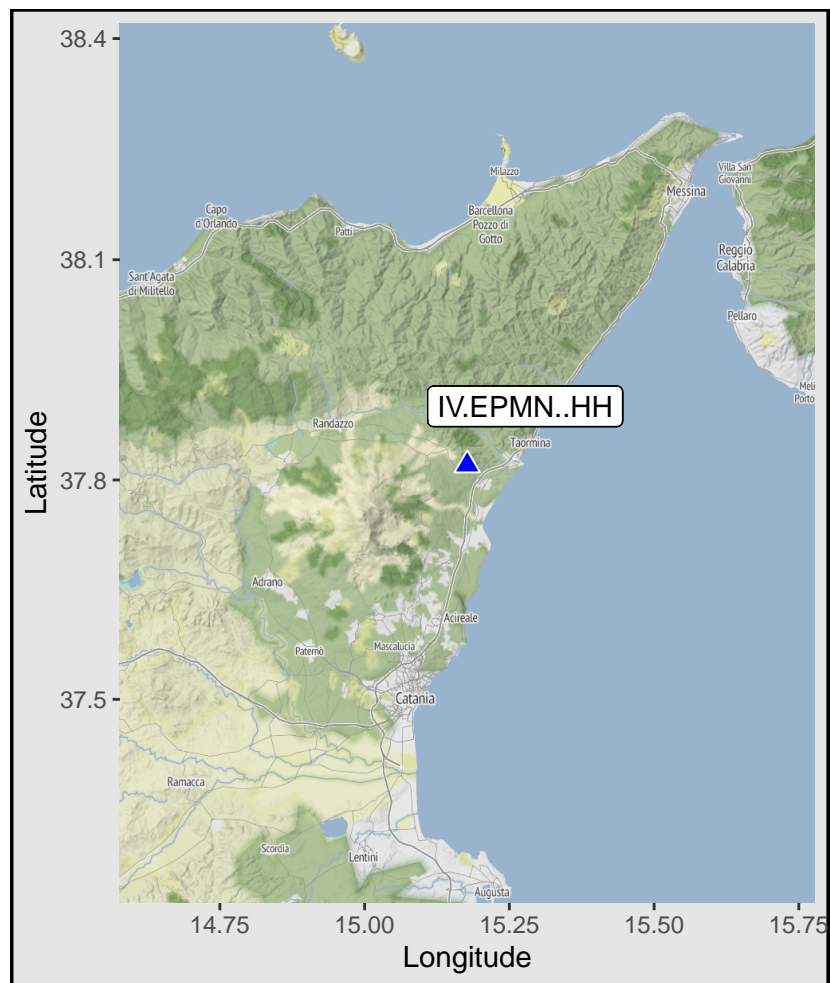 38.4
38.1
37.8
37.5
Latitude
14.75
15.00
15.25
15.50
15.75
Longitude
IV.EPMN..HH
Milazzo
Villa San
Giovanni
Messina
Capo
d'Orlando
Patti
Barcellona
Pozzo di
Gotto
Reggio
Calabria
Sant'Agata
di Militello
Pellaro
Meli
Porto
Randazzo
Taormina
Adrano
Acireale
Paternò
Mascalucia
Catania
Ramacca
Scordia
Lentini
Augusta